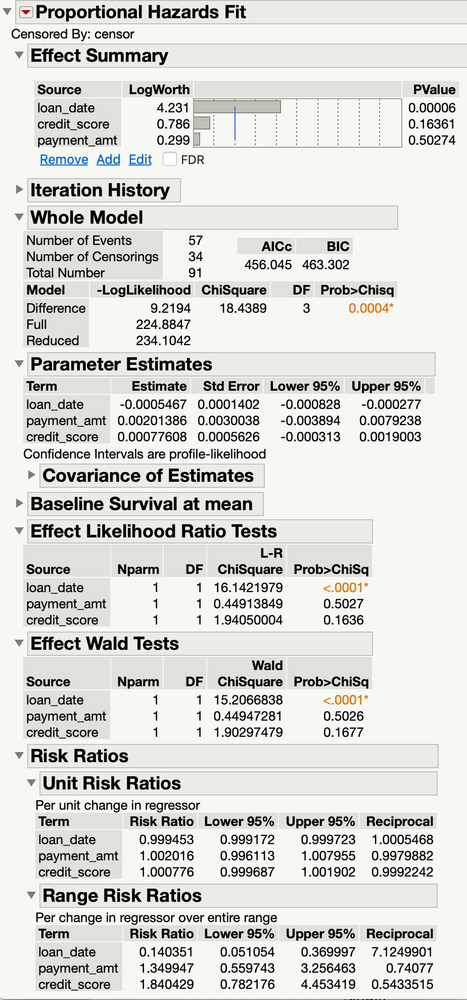 Proportional Hazards Fit
Censored By: censor
Effect Summary
Source LogWorth PValue
loan_date 4.231 0.00006
credit_score 0.786 0.16361
payment_amt 0.299 0.50274
Remove Add Edit FDR
Iteration History
Whole Model
Number of Events 57
Number of Censorings 34
Total Number 91
AICc BIC
456.045 463.302
Model -LogLikelihood ChiSquare DF Prob>Chisq
Difference 9.2194 18.4389 3 0.0004*
Full 224.8847
Reduced 234.1042
Parameter Estimates
Term Estimate Std Error Lower 95% Upper 95%
loan_date -0.0005467 0.0001402 -0.000828 -0.000277
payment_amt 0.00201386 0.0030038 -0.003894 0.0079238
credit_score 0.00077608 0.0005626 -0.000313 0.0019003
Confidence Intervals are profile-likelihood
Covariance of Estimates
Baseline Survival at mean
Effect Likelihood Ratio Tests
L-R
Source Nparm DF ChiSquare Prob>ChiSq
loan_date 1 1 16.1421979 <.0001*
payment_amt 1 1 0.44913849 0.5027
credit_score 1 1 1.94050004 0.1636
Effect Wald Tests
Wald
Source Nparm DF ChiSquare Prob>ChiSq
loan_date 1 1 15.2066838 <.0001*
payment_amt 1 1 0.44947281 0.5026
credit_score 1 1 1.90297479 0.1677
Risk Ratios
Unit Risk Ratios
Per unit change in regressor
Term Risk Ratio Lower 95% Upper 95% Reciprocal
loan_date 0.999453 0.999172 0.999723 1.0005468
payment_amt 1.002016 0.996113 1.007955 0.9979882
credit_score 1.000776 0.999687 1.001902 0.9992242
Range Risk Ratios
Per change in regressor over entire range
Term Risk Ratio Lower 95% Upper 95% Reciprocal
loan_date 0.140351 0.051054 0.369997 7.1249901
payment_amt 1.349947 0.559743 3.256463 0.74077
credit_score 1.840429 0.782176 4.453419 0.5433515